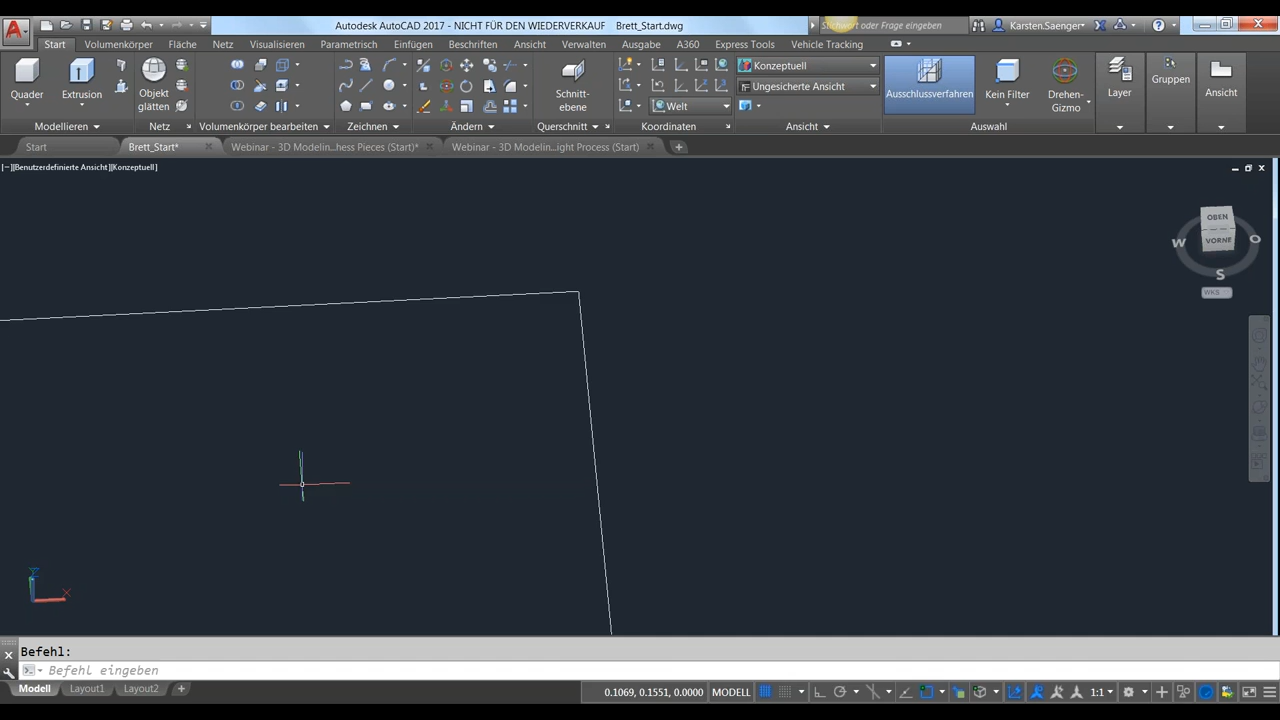 Autodesk AutoCAD 2017 - NICHT FÜR DEN WIEDERVERKAUF Brett_Start.dwg
Stichwort oder Frage eingeben
Karsten.Saenger
Start Volumenkörper Fläche Netz Visualisieren Parametrisch Einfügen Beschriften Ansicht Verwalten Ausgabe A360 Express Tools Vehicle Tracking
Quader
Extrusion
Objekt
glätten
Schnitt-
ebene
Welt
Konzeptuell
Ungesicherte Ansicht
Ausschlussverfahren
Kein Filter
Drehen-
Gizmo
Layer
Gruppen
Ansicht
Modellieren Netz Volumenkörper bearbeiten Zeichnen Ändern Querschnitt Koordinaten Ansicht Auswahl
Start Brett_Start* Webinar - 3D Modelin...hess Pieces (Start)* Webinar - 3D Modelin...ight Process (Start)
[−][Benutzerdefinierte Ansicht][Konzeptuell]
OBEN
VORNE
W
O
S
WKS
Z
X
Befehl:
Befehl eingeben
Modell Layout1 Layout2
0.1069, 0.1551, 0.0000 MODELL 1:1